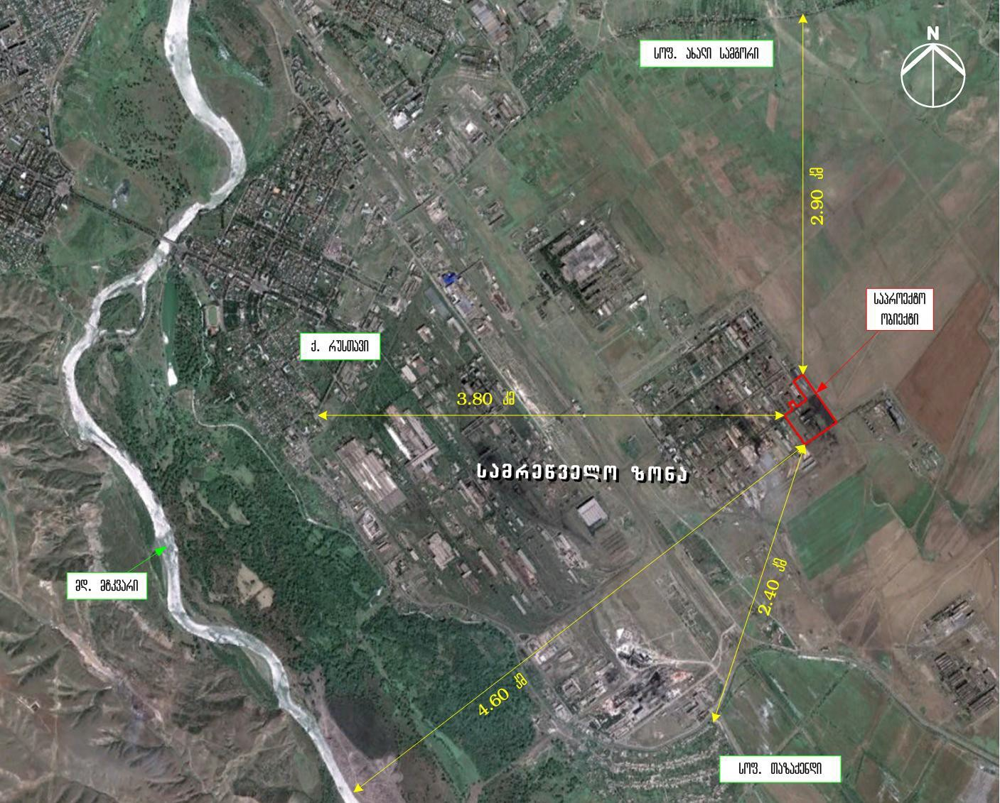 სოფ. ახალი სამგორი
N
2.90 კმ
საპროექტო
ობიექტი
ქ. რუსთავი
3.80 კმ
სამრეწველო ზონა
მდ. მტკვარი
2.40 კმ
4.60 კმ
სოფ. თაზაქენდი